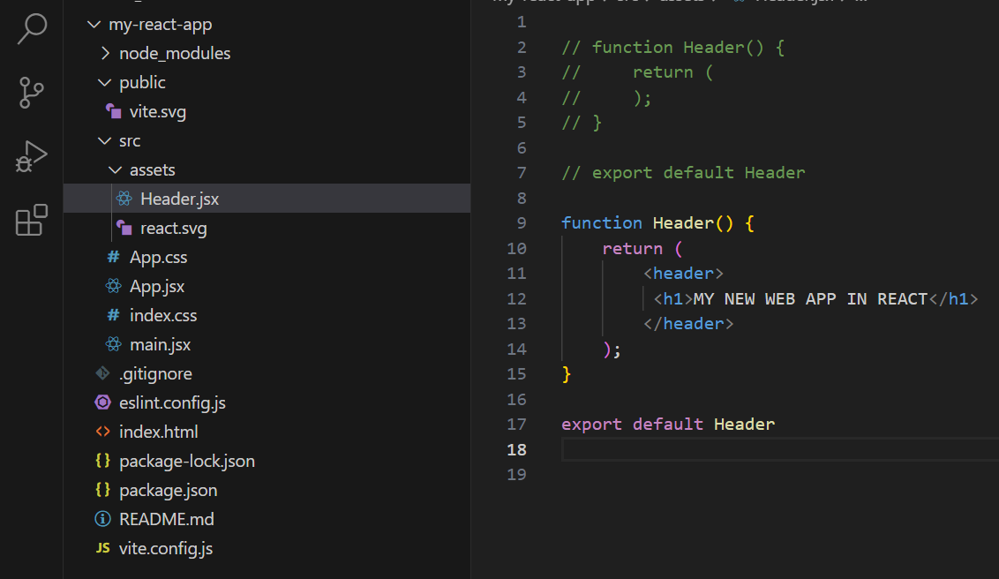 my-react-app
node_modules
public
vite.svg
src
assets
Header.jsx
react.svg
# App.css
App.jsx
# index.css
main.jsx
.gitignore
eslint.config.js
<> index.html
{} package-lock.json
{} package.json
README.md
JS vite.config.js
1
2 // function Header() {
3 //     return (
4 //     );
5 // }
6
7 // export default Header
8
9 function Header() {
10     return (
11         <header>
12          <h1>MY NEW WEB APP IN REACT</h1>
13         </header>
14     );
15 }
16
17 export default Header
18
19